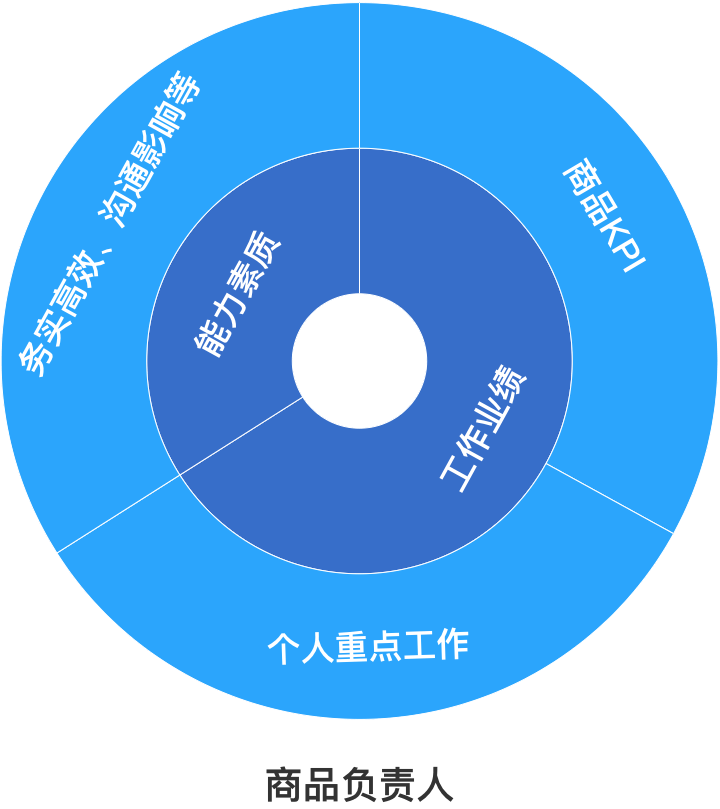 务实高效、沟通影响等
商品KPI
能力素质
工作业绩
个人重点工作
商品负责人